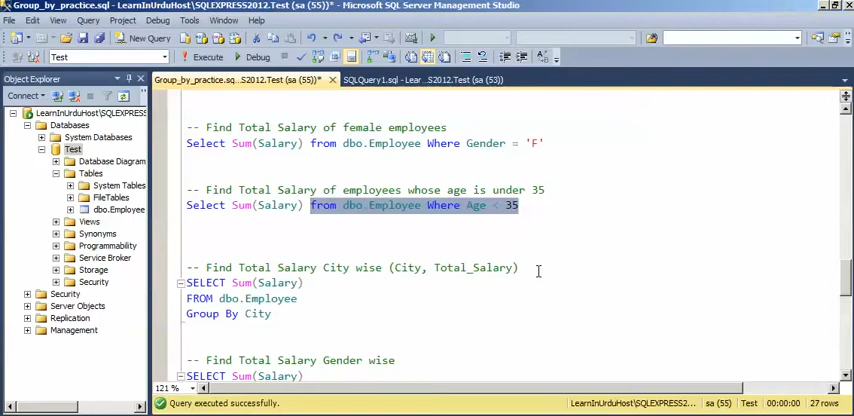 Group_by_practice.sql - LearnInUrduHost\SQLEXPRESS2012.Test (sa (55))* - Microsoft SQL Server Management Studio
File Edit View Query Project Debug Tools Window Help
New Query
Test Execute Debug
Object Explorer
Group_by_practice.sq...S2012.Test (sa (55))* SQLQuery1.sql - Lear...S2012.Test (sa (53))
Connect
LearnInUrduHost\SQLEXPRESS
Databases
System Databases
Test
Database Diagram
Tables
System Tables
FileTables
dbo.Employee
Views
Synonyms
Programmability
Service Broker
Storage
Security
Security
Server Objects
Replication
Management
-- Find Total Salary of female employees
Select Sum(Salary) from dbo.Employee Where Gender = 'F'
-- Find Total Salary of employees whose age is under 35
Select Sum(Salary) from dbo.Employee Where Age < 35
-- Find Total Salary City wise (City, Total_Salary)
SELECT Sum(Salary)
FROM dbo.Employee
Group By City
-- Find Total Salary Gender wise
SELECT Sum(Salary)
121 %
Query executed successfully. LearnInUrduHost\SQLEXPRESS2... sa (55) Test 00:00:00 27 rows